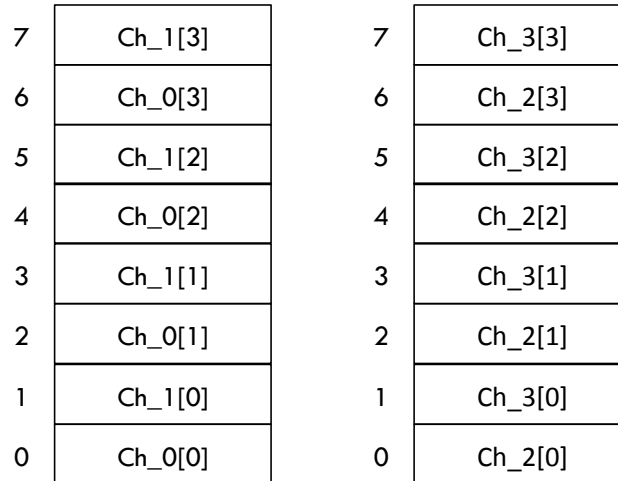 7 Ch_1[3] 7 Ch_3[3]
6 Ch_0[3] 6 Ch_2[3]
5 Ch_1[2] 5 Ch_3[2]
4 Ch_0[2] 4 Ch_2[2]
3 Ch_1[1] 3 Ch_3[1]
2 Ch_0[1] 2 Ch_2[1]
1 Ch_1[0] 1 Ch_3[0]
0 Ch_0[0] 0 Ch_2[0]